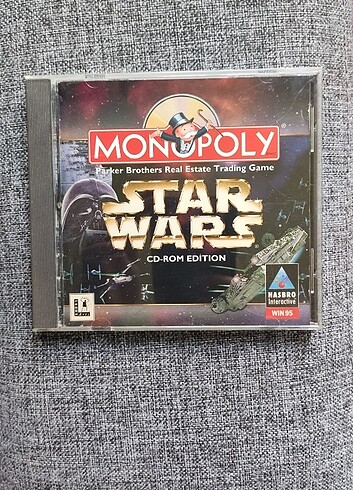 MONOPOLY
Parker Brothers Real Estate Trading Game
STAR
WARS
CD-ROM EDITION
HASBRO
Interactive
WIN 95